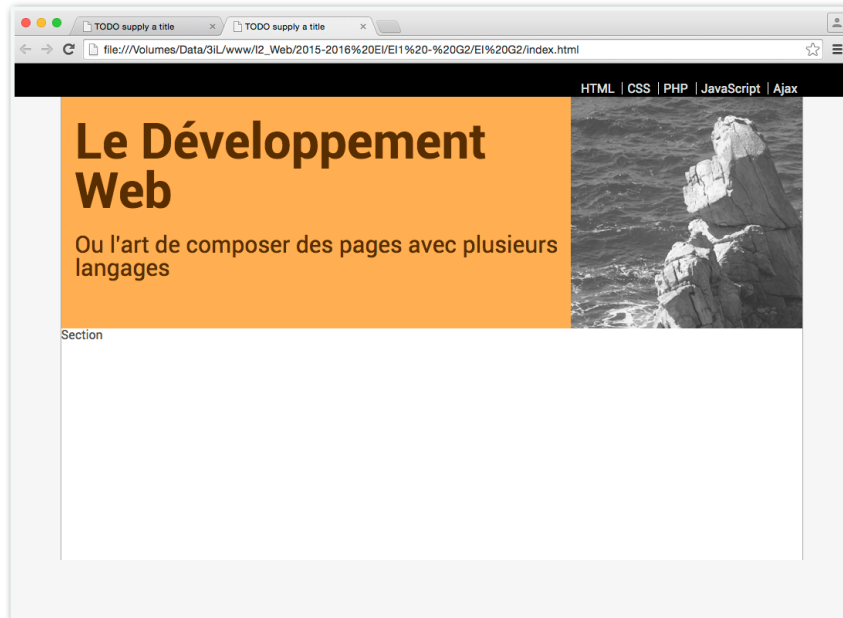 TODO supply a title × TODO supply a title ×
file:///Volumes/Data/3iL/www/I2_Web/2015-2016%20EI/EI1%20-%20G2/EI%20G2/index.html
HTML | CSS | PHP | JavaScript | Ajax
Le Développement
Web
Ou l'art de composer des pages avec plusieurs
langages
Section